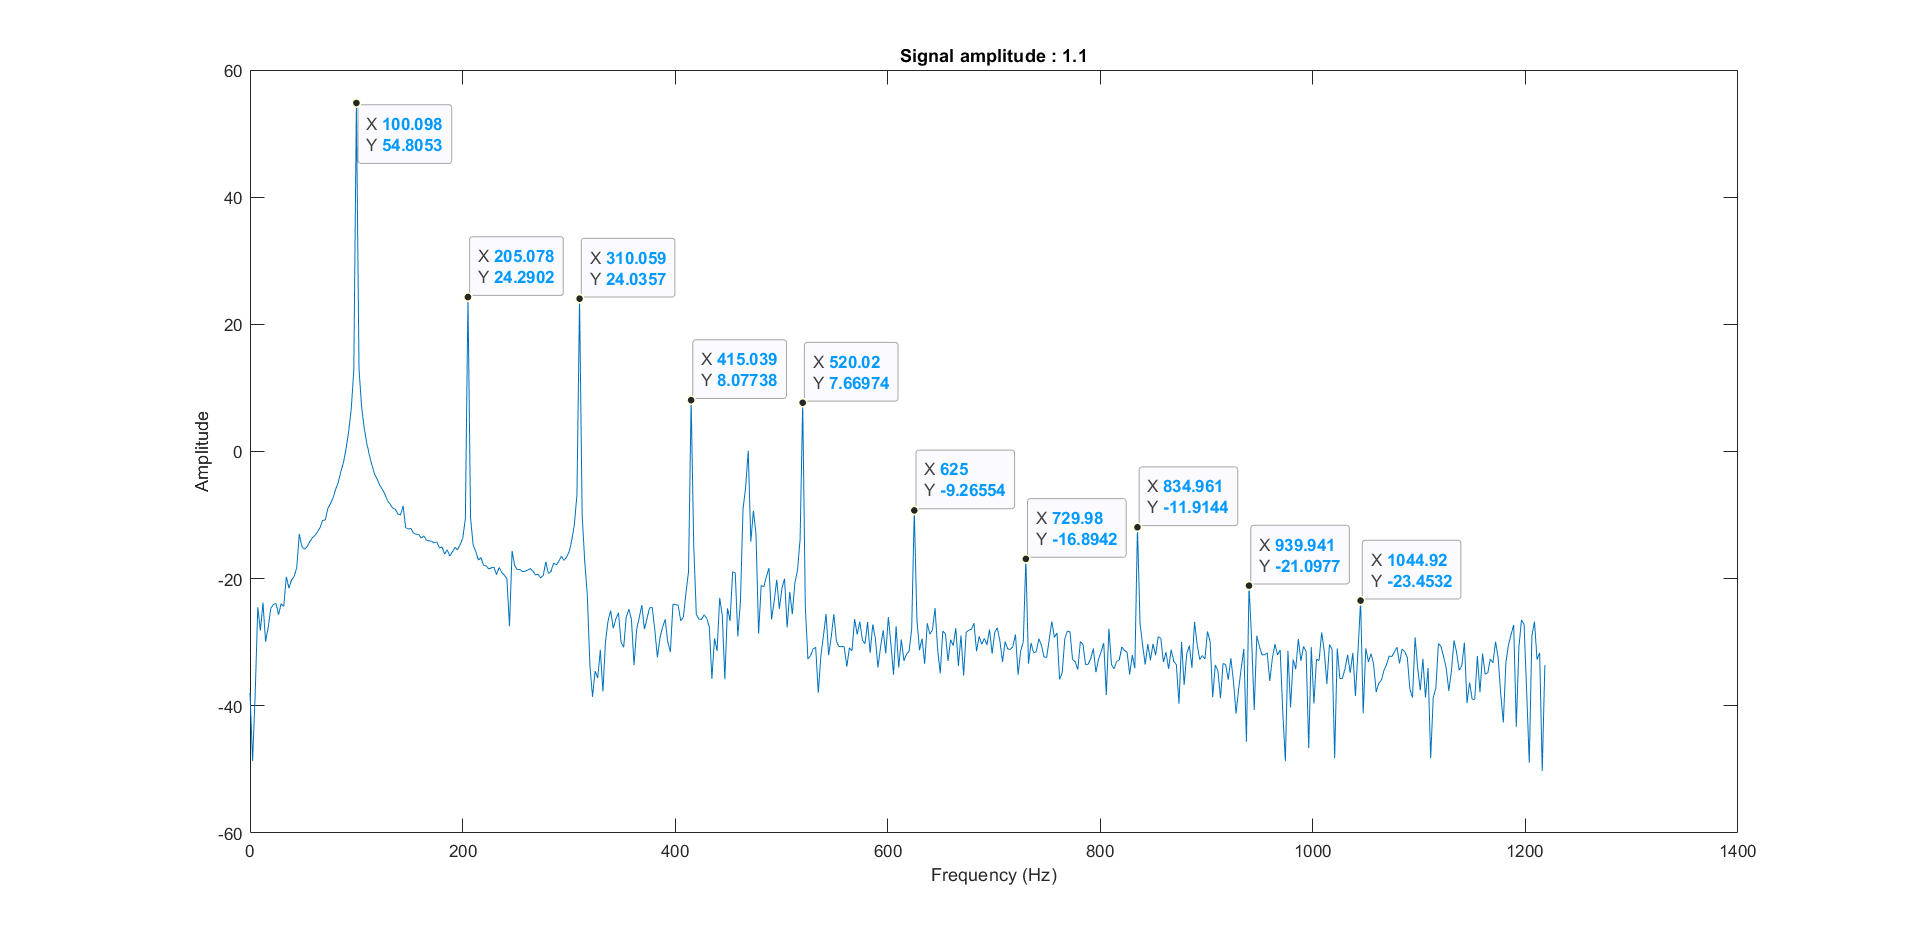 Signal amplitude : 1.1
60
40
20
0
-20
-40
-60
Amplitude
X 100.098
Y 54.8053
X 205.078
Y 24.2902
X 310.059
Y 24.0357
X 415.039
Y 8.07738
X 520.02
Y 7.66974
X 625
Y -9.26554
X 729.98
Y -16.8942
X 834.961
Y -11.9144
X 939.941
Y -21.0977
X 1044.92
Y -23.4532
0 200 400 600 800 1000 1200 1400
Frequency (Hz)